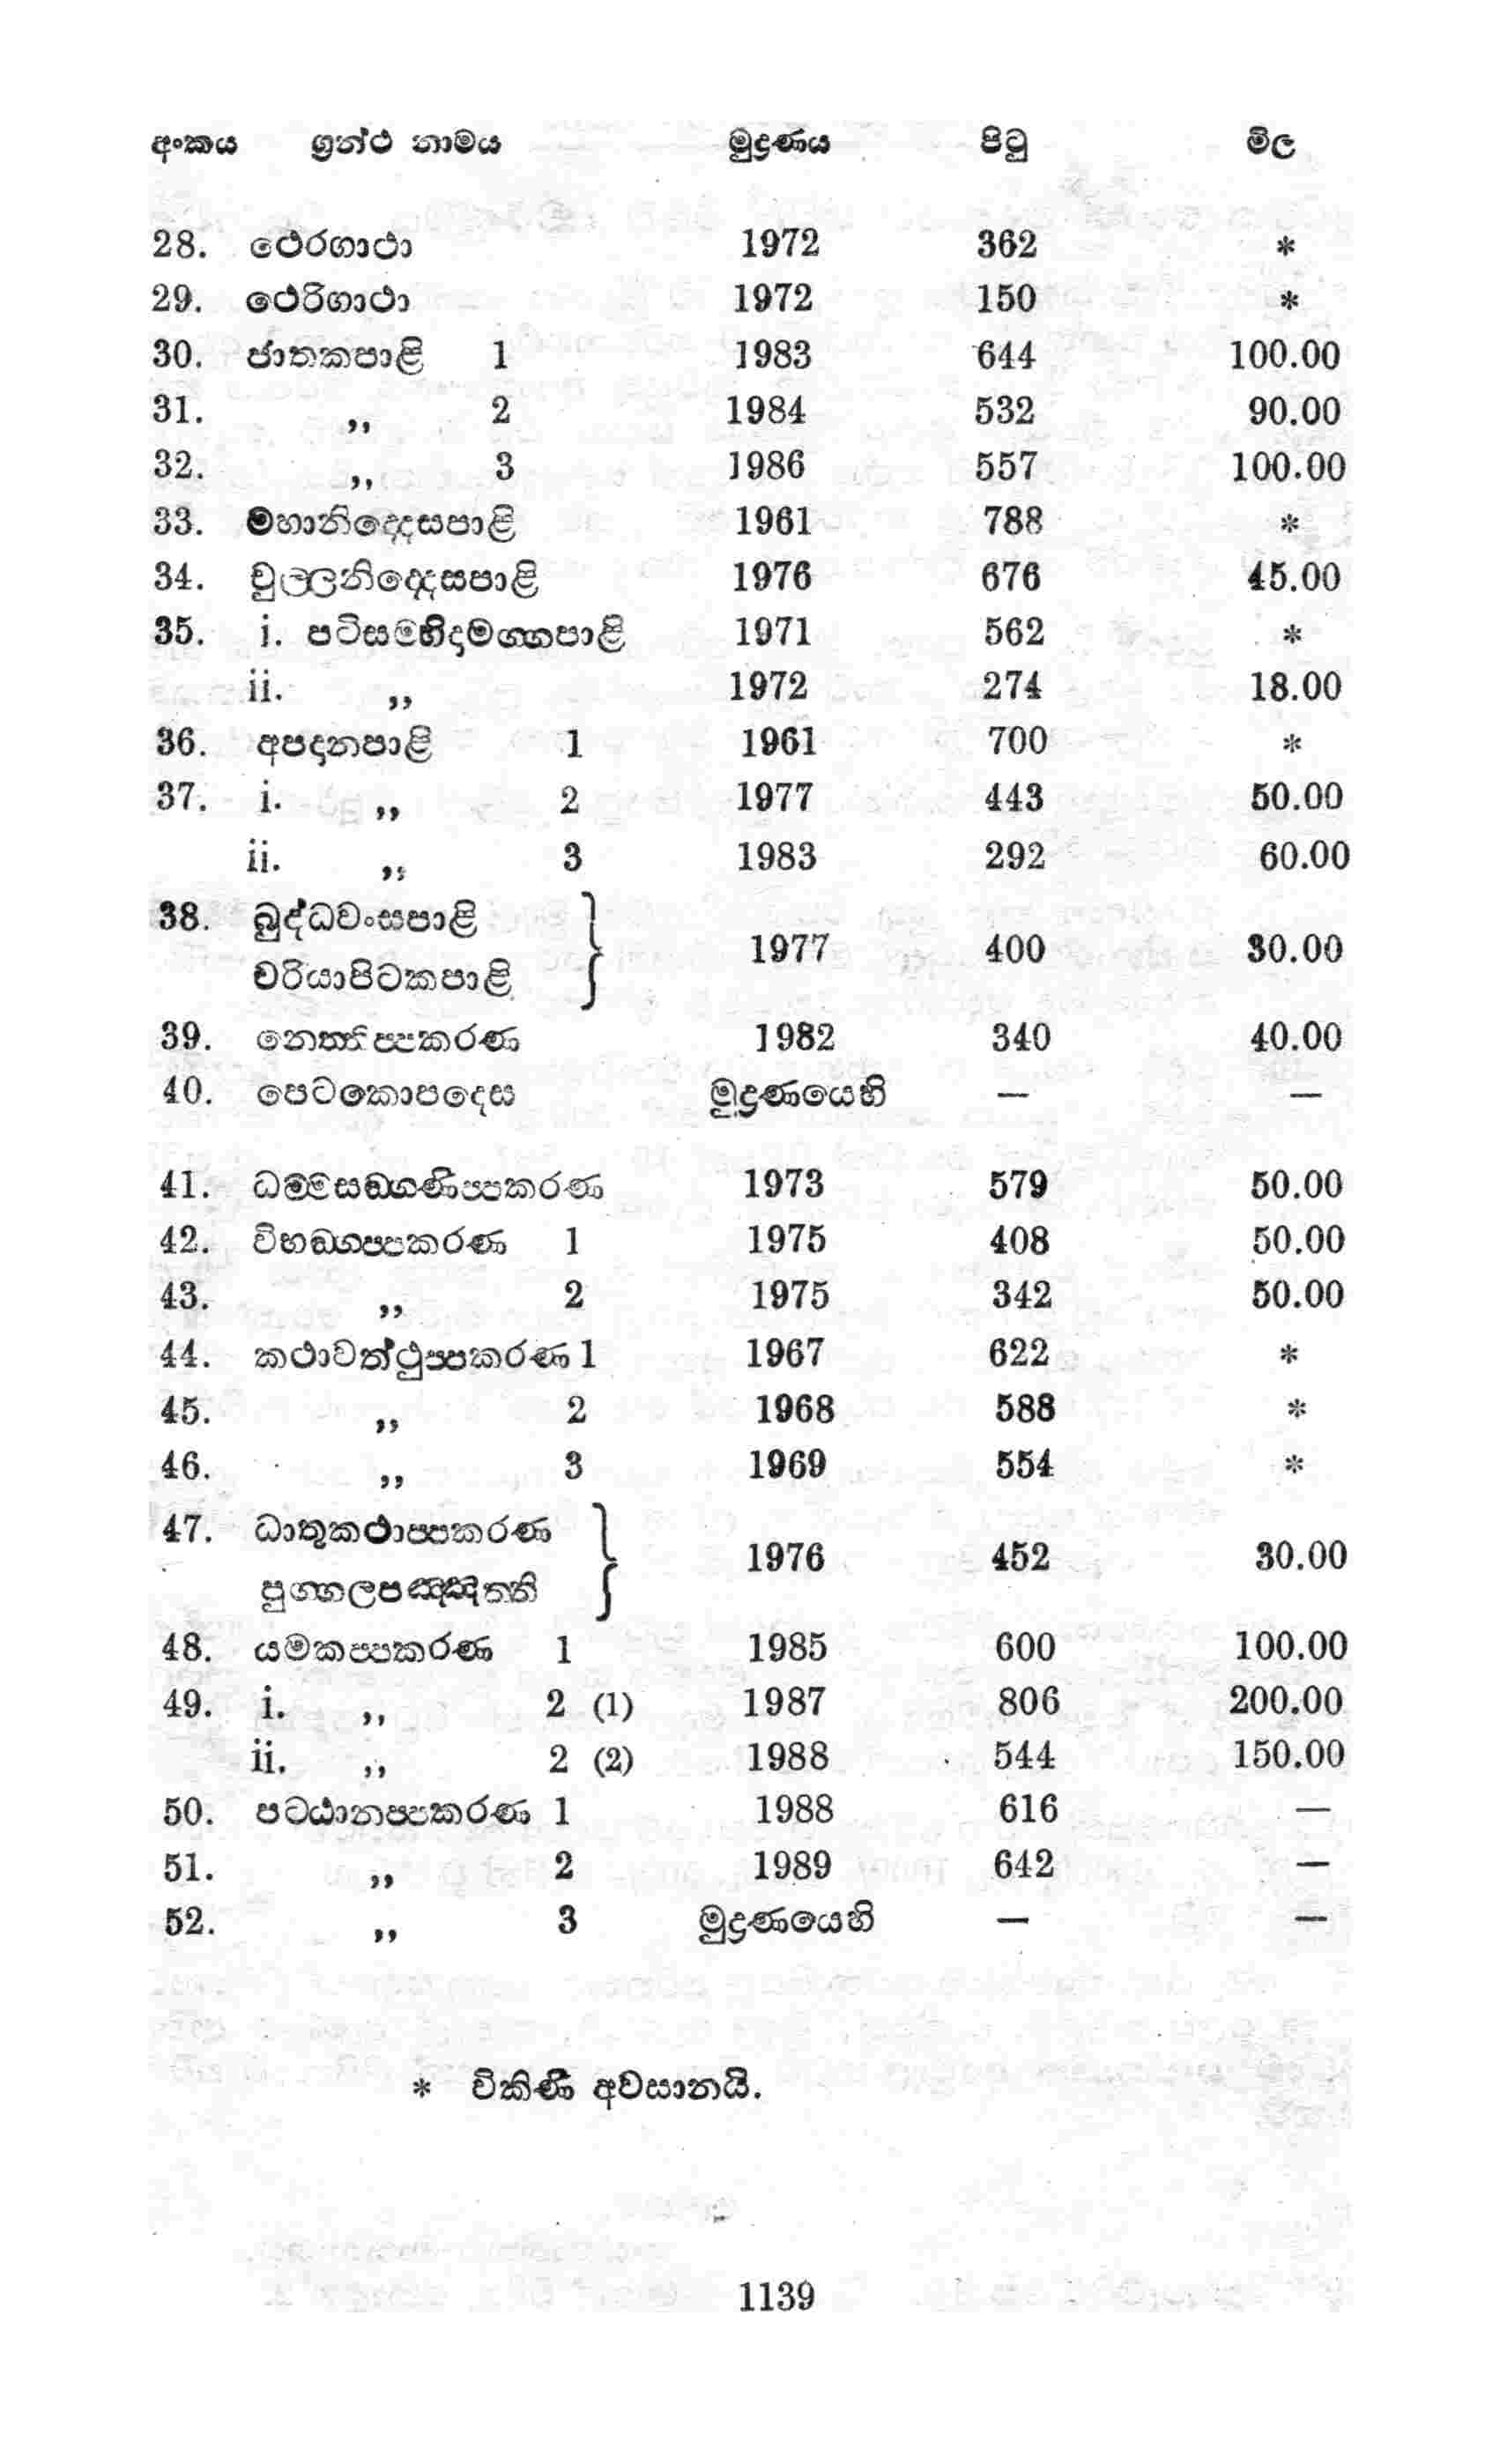 අංකය ග්‍රන්ථ නාමය මුද්‍රණය පිටු මිල
28. ථෙරගාථා 1972 362 *
29. ථෙරිගාථා 1972 150 *
30. ජාතකපාළි 1 1983 644 100.00
31. ,, 2 1984 532 90.00
32. ,, 3 1986 557 100.00
33. මහානිද්දෙසපාළි 1961 788 *
34. චුල්ලනිද්දෙසපාළි 1976 676 45.00
35. i. පටිසම්භිදාමග්ගපාළි 1971 562 *
ii. ,, 1972 274 18.00
36. අපදානපාළි 1 1961 700 *
37. i. ,, 2 1977 443 50.00
ii. ,, 3 1983 292 60.00
38. බුද්ධවංසපාළි
චරියාපිටකපාළි } 1977 400 30.00
39. නෙත්තිප්පකරණ 1982 340 40.00
40. පෙටකොපදෙස මුද්‍රණයෙහි — —
41. ධම්මසඞ්ගණිප්පකරණ 1973 579 50.00
42. විභඞ්ගප්පකරණ 1 1975 408 50.00
43. ,, 2 1975 342 50.00
44. කථාවත්ථුප්පකරණ 1 1967 622 *
45. ,, 2 1968 588 *
46. ,, 3 1969 554 *
47. ධාතුකථාප්පකරණ
පුග්ගලපඤ්ඤත්ති } 1976 452 30.00
48. යමකප්පකරණ 1 1985 600 100.00
49. i. ,, 2 (1) 1987 806 200.00
ii. ,, 2 (2) 1988 544 150.00
50. පට්ඨානප්පකරණ 1 1988 616 —
51. ,, 2 1989 642 —
52. ,, 3 මුද්‍රණයෙහි — —
* විකිණී අවසානයි.
1139